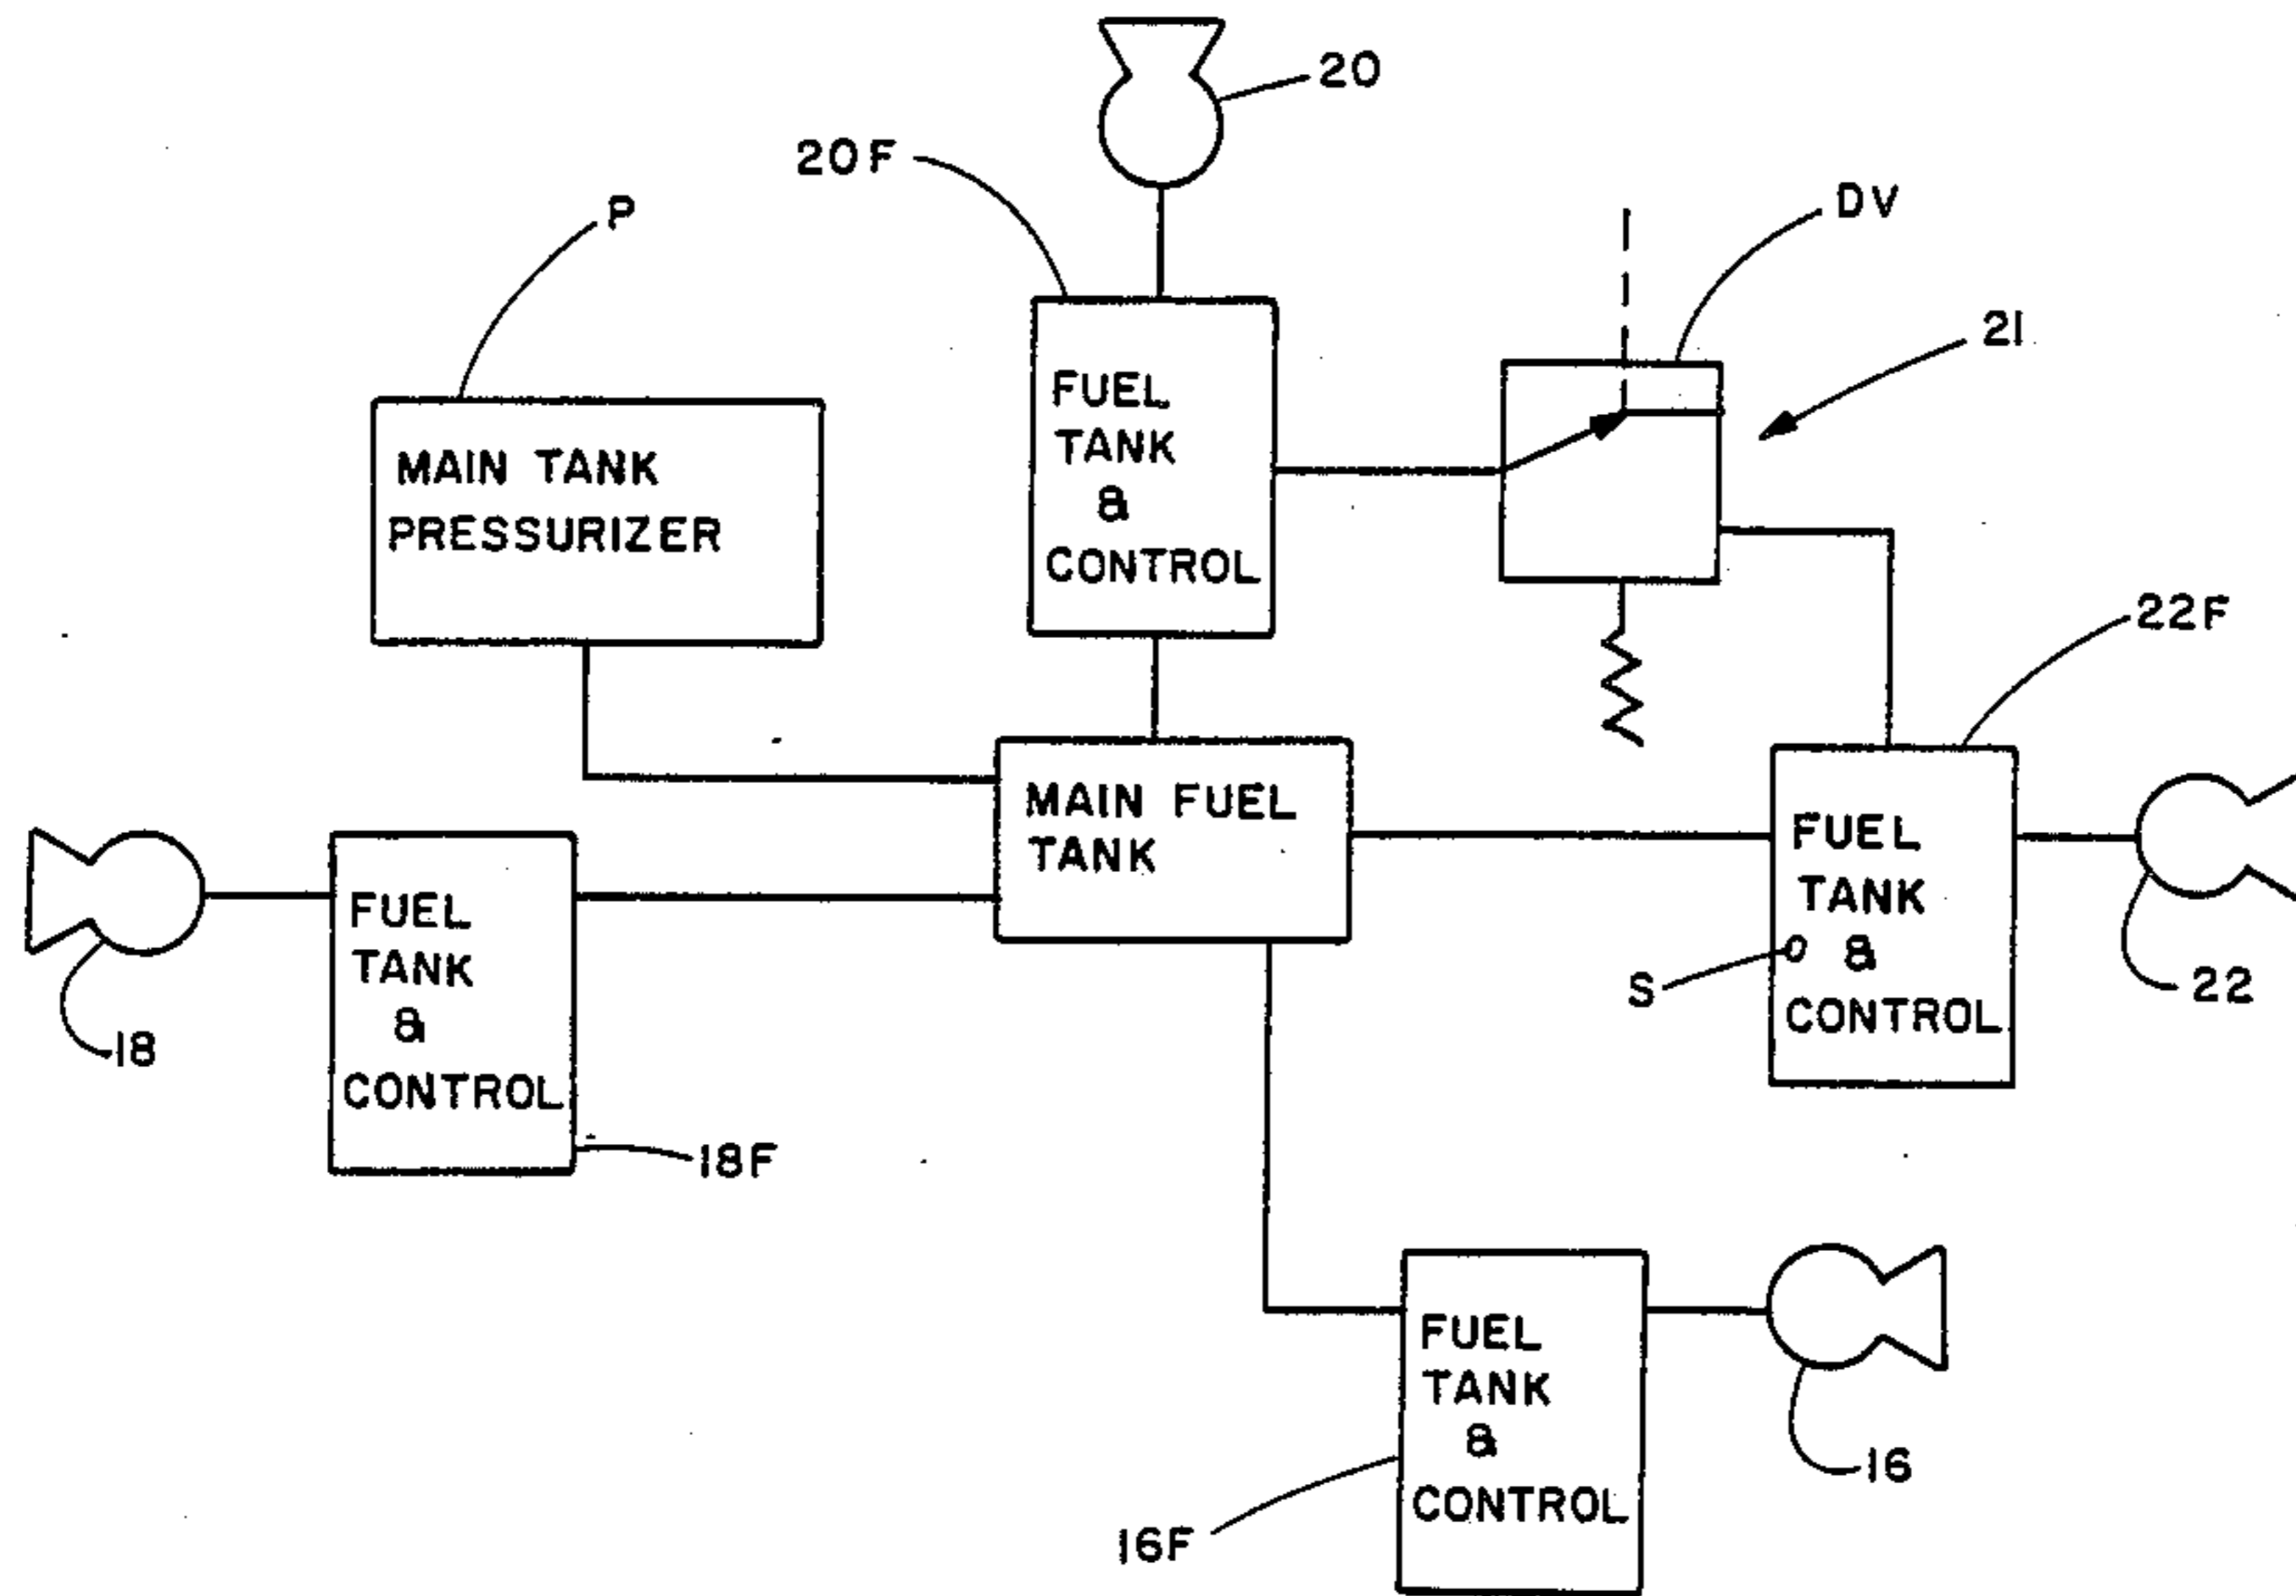 20
20F
DV
P
21
FUEL
TANK
&
CONTROL
MAIN TANK
PRESSURIZER
22F
MAIN FUEL
TANK
FUEL
TANK
&
CONTROL
S
22
FUEL
TANK
&
CONTROL
18
18F
FUEL
TANK
&
CONTROL
16
16F